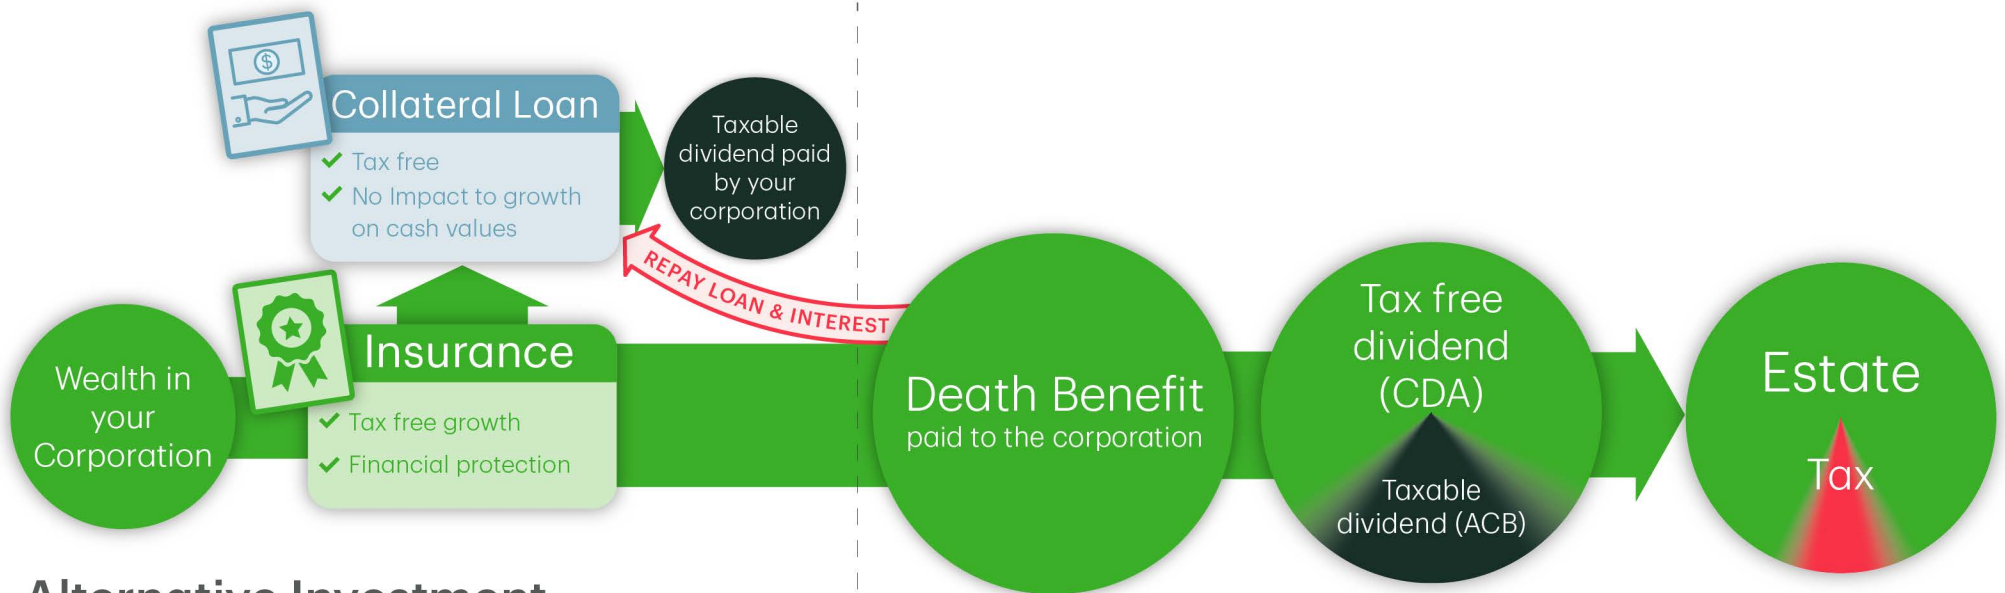 Collateral Loan
Tax free
No Impact to growth
on cash values
Taxable
dividend paid
by your
corporation
REPAY LOAN & INTEREST
Wealth in
your
Corporation
Insurance
Tax free growth
Financial protection
Death Benefit
paid to the corporation
Tax free
dividend
(CDA)
Taxable
dividend (ACB)
Estate
Tax
Alternative Investment